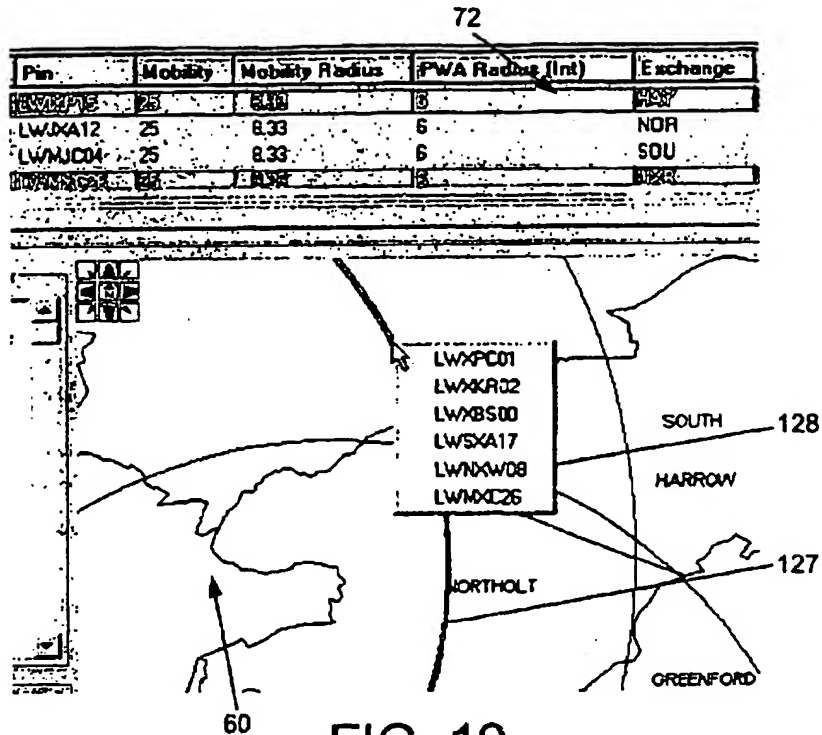 72
Pin Mobility Mobility Radius PWA Radius (Int) Exchange
LWJXA12 25 8.33 6 NOR
LWMJC04 25 8.33 6 SOU
M
LWXPC01
LWXKR02
LWXBS00
LWSXA17
LWNXW08
LWMXC26
SOUTH
128
HARROW
127
NORTHOLT
GREENFORD
60